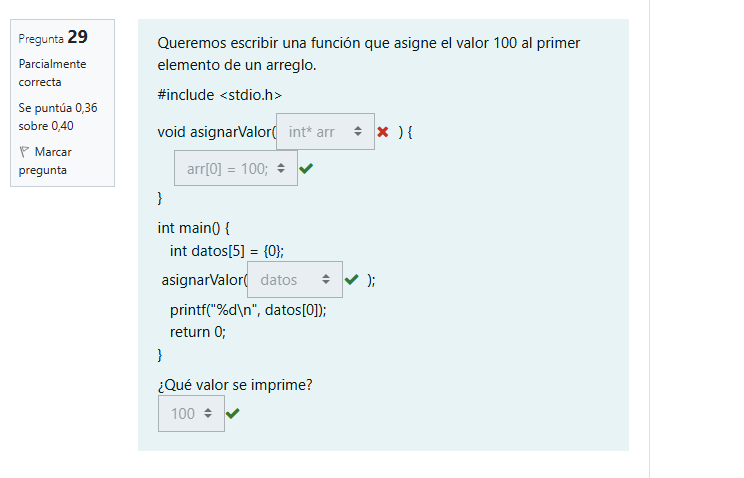 Pregunta 29
Parcialmente
correcta
Se puntúa 0,36
sobre 0,40
Marcar
pregunta
Queremos escribir una función que asigne el valor 100 al primer
elemento de un arreglo.
#include <stdio.h>
void asignarValor( int* arr ) {
arr[0] = 100;
}
int main() {
int datos[5] = {0};
asignarValor( datos );
printf("%d\n", datos[0]);
return 0;
}
¿Qué valor se imprime?
100